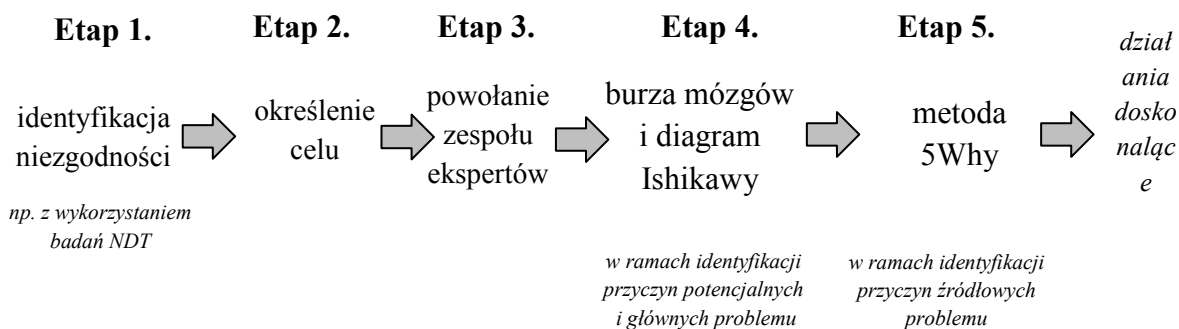 Etap 1.
identyfikacja
niezgodności
np. z wykorzystaniem
badań NDT
Etap 2.
określenie
celu
Etap 3.
powołanie
zespołu
ekspertów
Etap 4.
burza mózgów
i diagram
Ishikawy
w ramach identyfikacji
przyczyn potencjalnych
i głównych problemu
Etap 5.
metoda
5Why
w ramach identyfikacji
przyczyn źródłowych
problemu
dział
ania
dosko
naląc
e